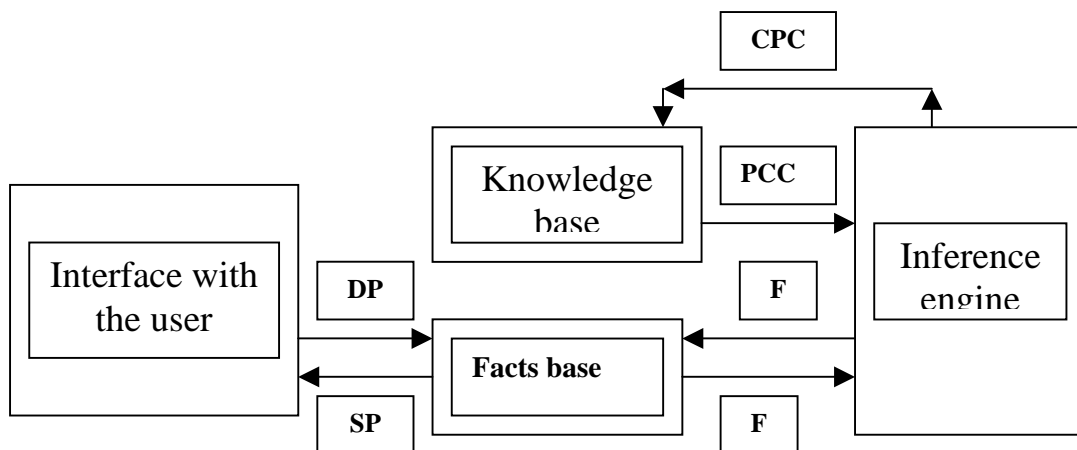 CPC
Knowledge
base
PCC
Interface with
the user
DP
F
Inference
engine
Facts base
SP
F